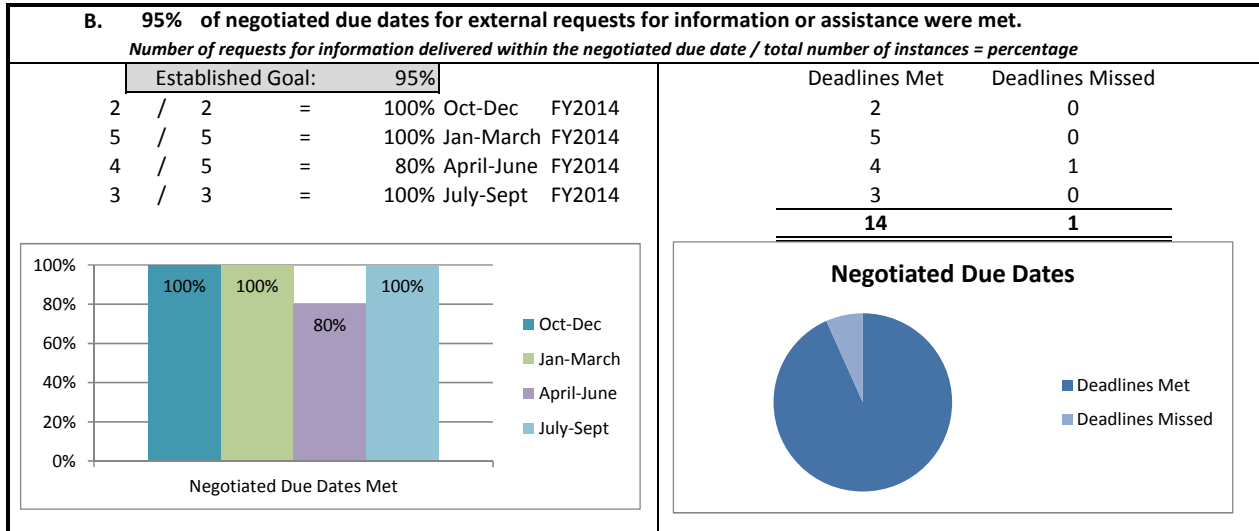 B. 95% of negotiated due dates for external requests for information or assistance were met.
Number of requests for information delivered within the negotiated due date / total number of instances = percentage
Established Goal: 95%
2 / 2 = 100% Oct-Dec FY2014
5 / 5 = 100% Jan-March FY2014
4 / 5 = 80% April-June FY2014
3 / 3 = 100% July-Sept FY2014
Deadlines Met Deadlines Missed
2 0
5 0
4 1
3 0
14 1
100%
80%
60%
40%
20%
0%
100% 100% 80% 100%
Negotiated Due Dates Met
Oct-Dec
Jan-March
April-June
July-Sept
Negotiated Due Dates
Deadlines Met
Deadlines Missed